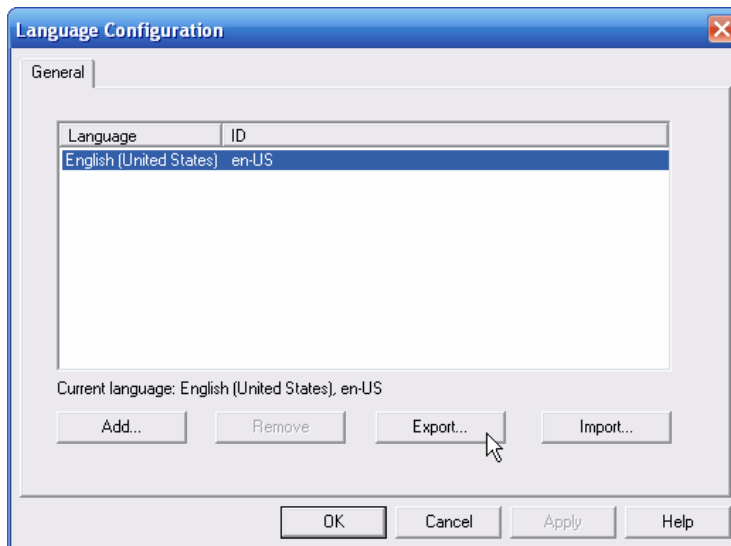 Language Configuration
General
Language ID
English (United States) en-US
Current language: English (United States), en-US
Add... Remove Export... Import...
OK Cancel Apply Help